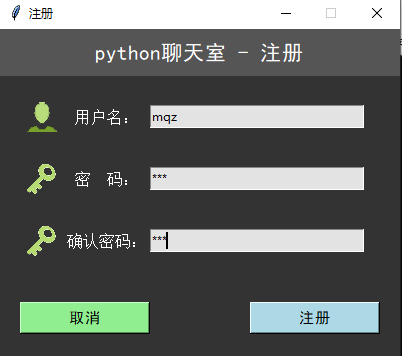 注册
python聊天室 - 注册
用户名： mqz
密 码： ***
确认密码： ***
取消 注册